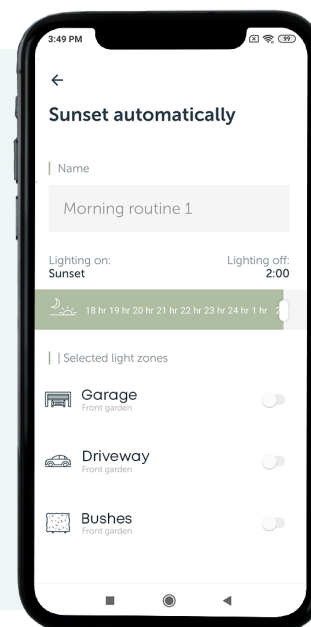 3:49 PM
99
Sunset automatically
Name
Morning routine 1
Lighting on:
Lighting off:
Sunset
2:00
18 hr 19 hr 20 hr 21 hr 22 hr 23 hr 24 hr 1 hr
Selected light zones
Garage
Front garden
Driveway
Front garden
Bushes
Front garden